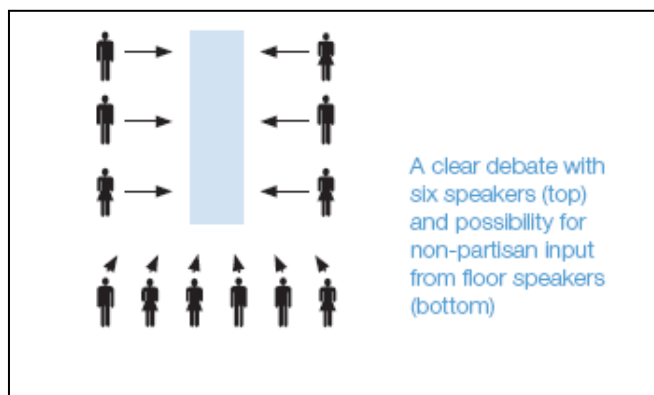 A clear debate with
six speakers (top)
and possibility for
non-partisan input
from floor speakers
(bottom)